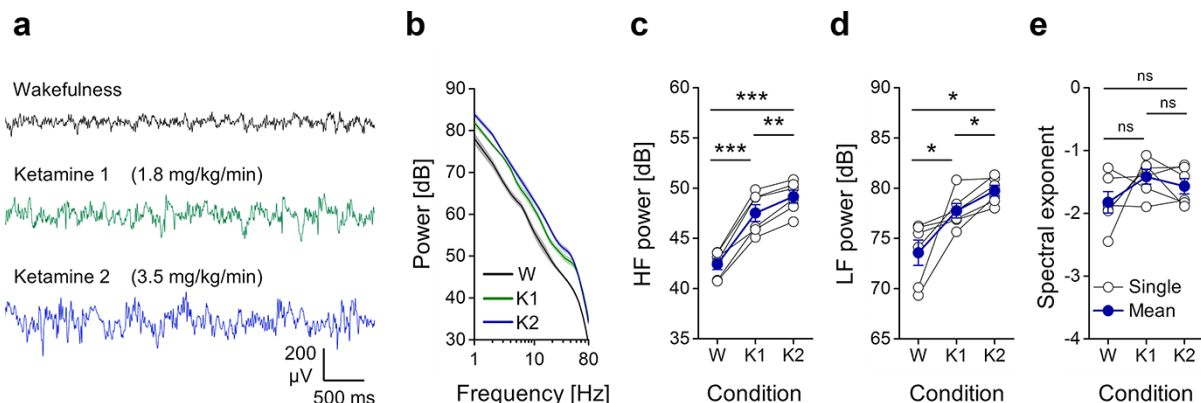 a
Wakefulness
Ketamine 1 (1.8 mg/kg/min)
Ketamine 2 (3.5 mg/kg/min)
200
µV
500 ms
b
Power [dB]
90
80
70
60
50
40
30
W
K1
K2
1
10
80
Frequency [Hz]
c
HF power [dB]
60
55
50
45
40
35
***
***
**
W K1 K2
Condition
d
LF power [dB]
90
85
80
75
70
65
*
*
*
W K1 K2
Condition
e
Spectral exponent
0
-1
-2
-3
-4
ns
ns
ns
Single
Mean
W K1 K2
Condition